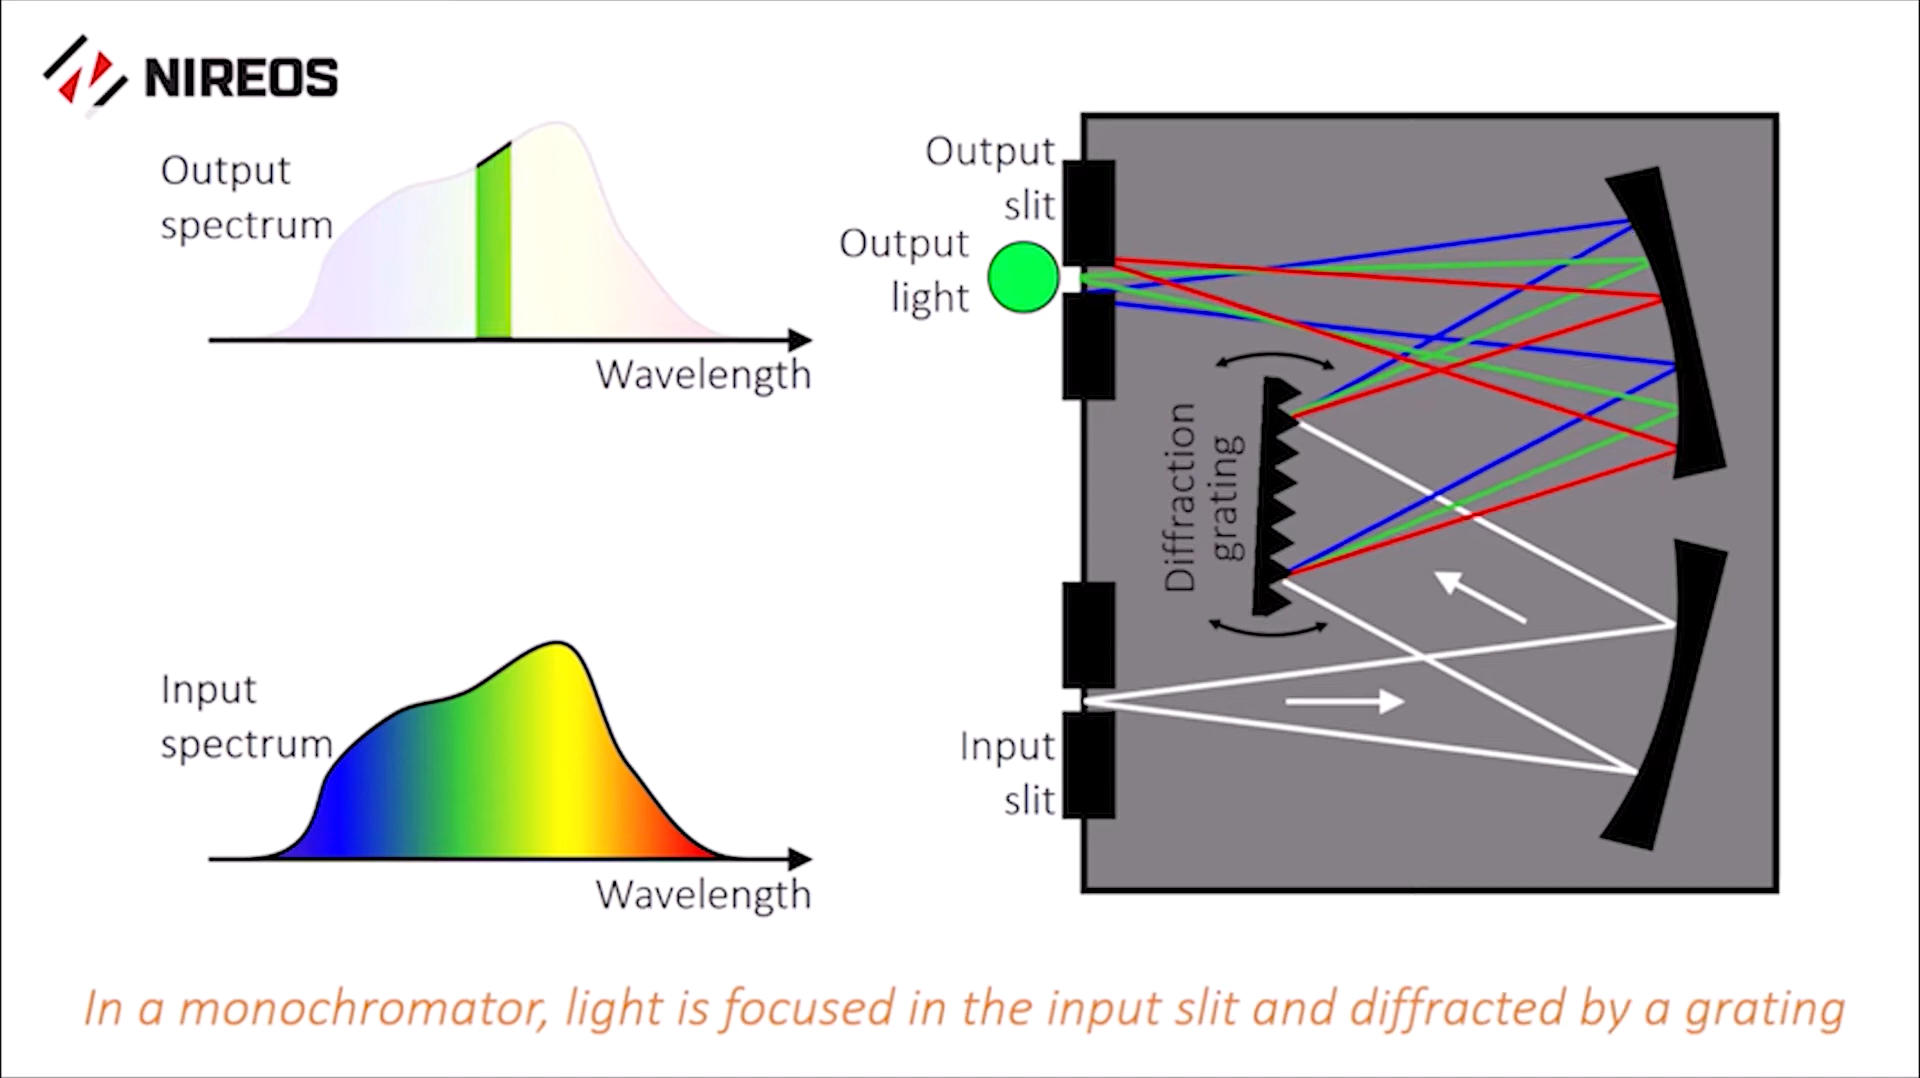 NIREOS
Output
spectrum
Wavelength
Output
slit
Output
light
Diffraction
grating
Input
spectrum
Wavelength
Input
slit
In a monochromator, light is focused in the input slit and diffracted by a grating